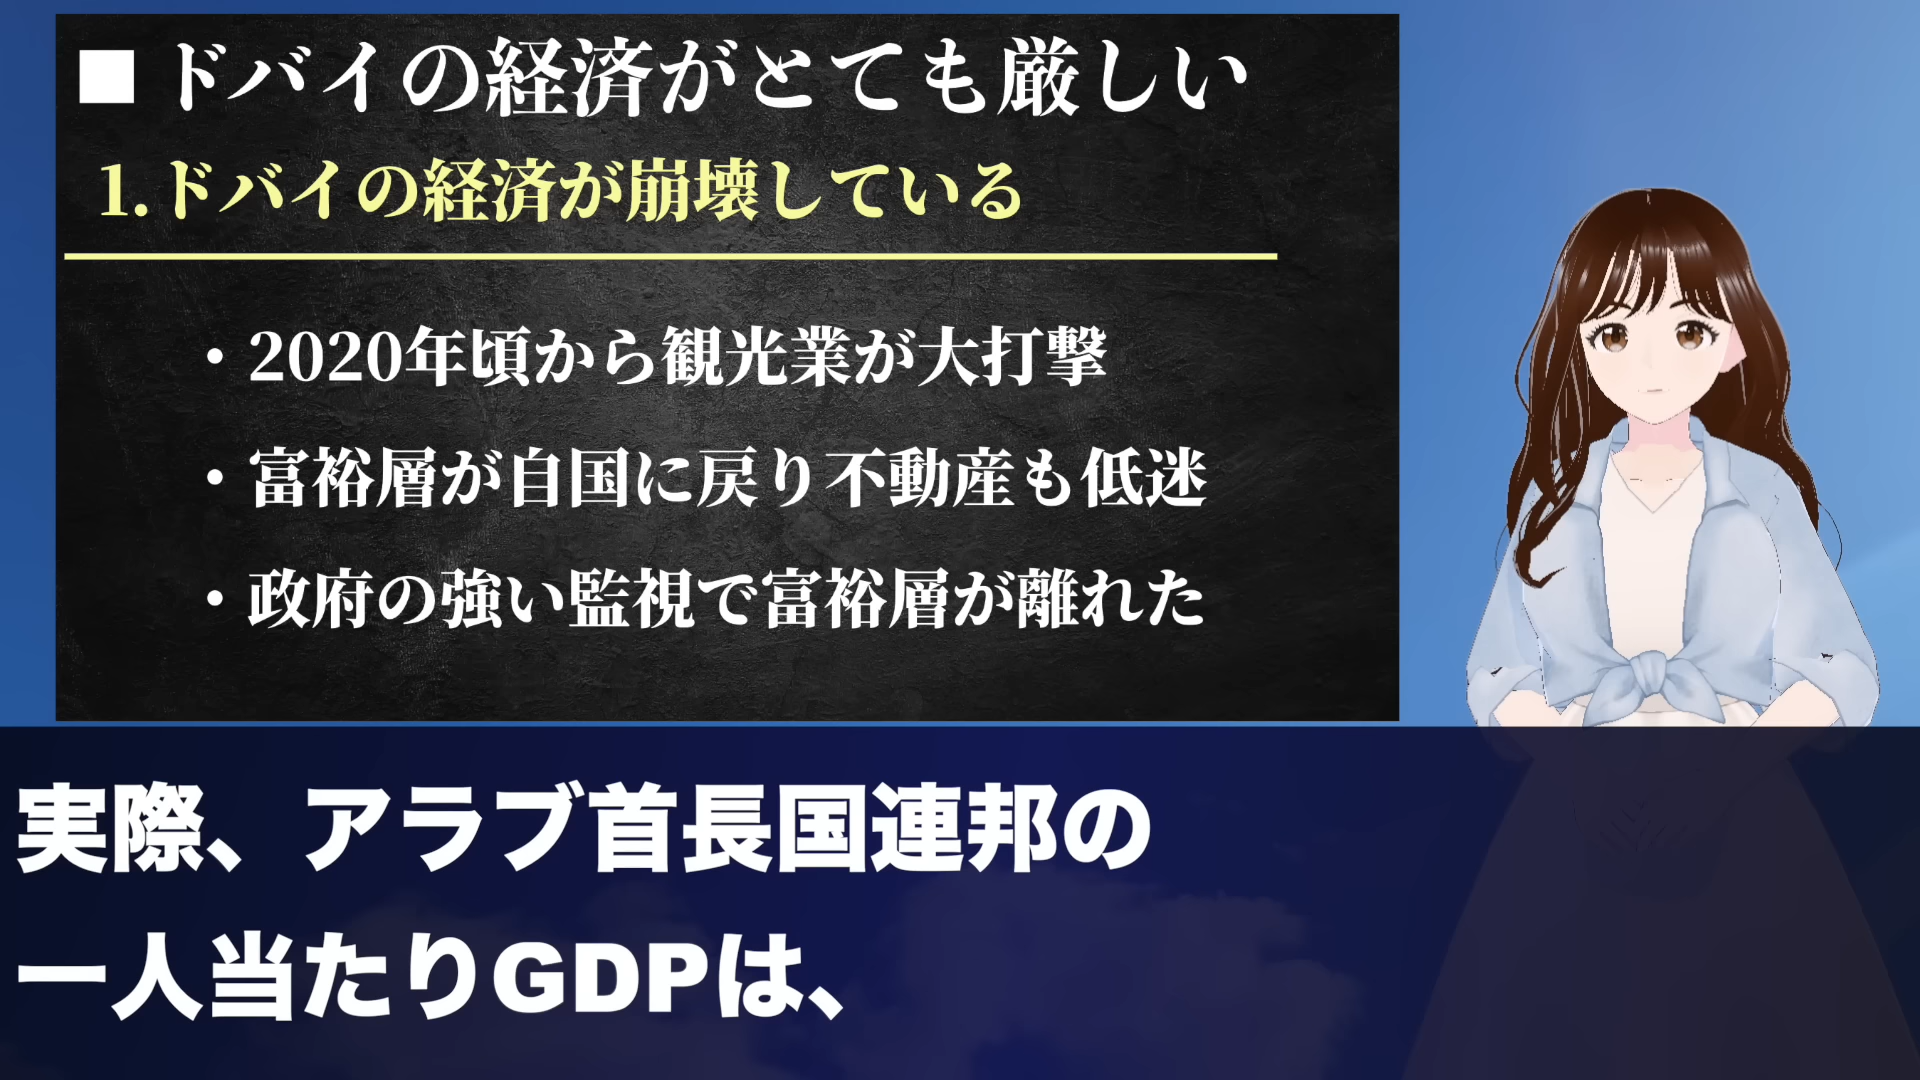 ■ ドバイの経済がとても厳しい
1.ドバイの経済が崩壊している
・2020年頃から観光業が大打撃
・富裕層が自国に戻り不動産も低迷
・政府の強い監視で富裕層が離れた
実際、アラブ首長国連邦の
一人当たりGDPは、